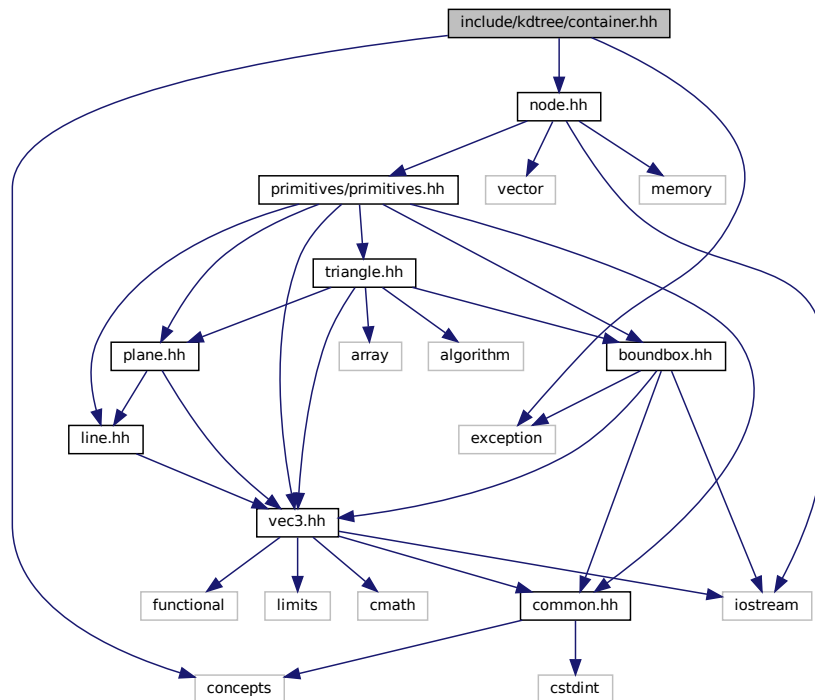 include/kdtree/container.hh
node.hh
primitives/primitives.hh
vector
memory
triangle.hh
plane.hh
array
algorithm
boundbox.hh
line.hh
exception
vec3.hh
functional
limits
cmath
common.hh
iostream
concepts
cstdint